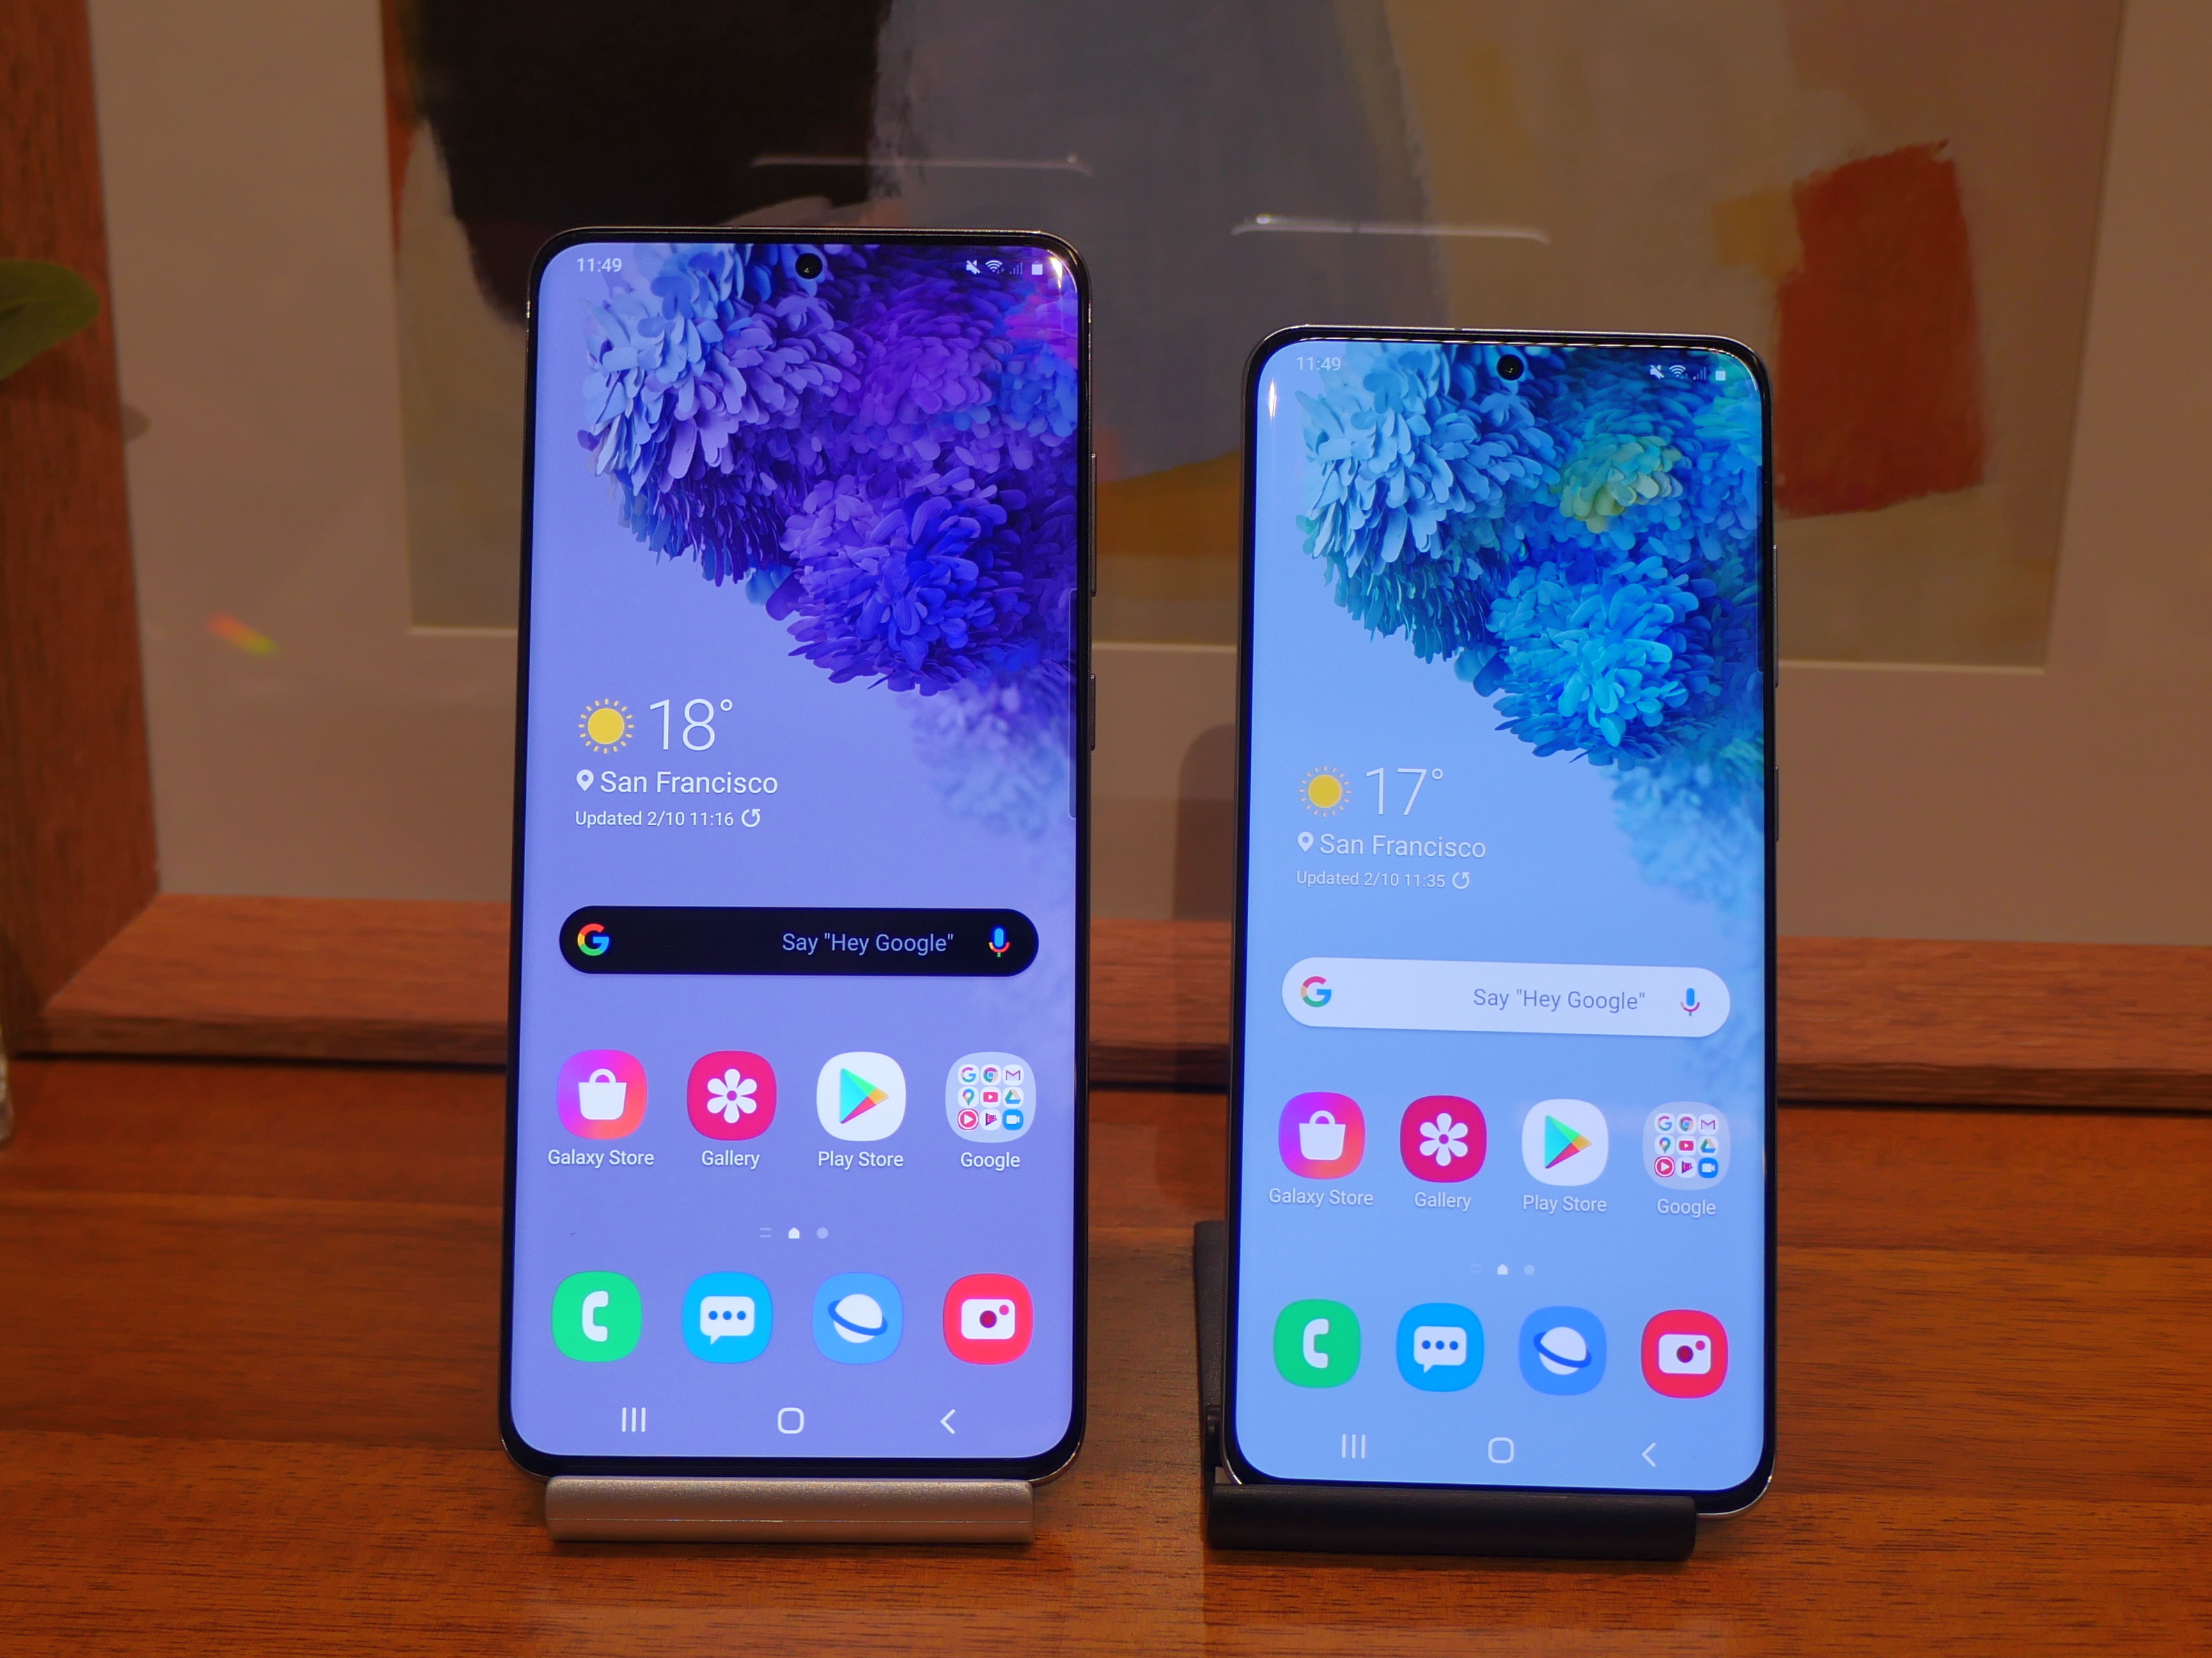 11:49
18°
San Francisco
Updated 2/10 11:16
Say "Hey Google"
Galaxy Store
Gallery
Play Store
Google
11:49
17°
San Francisco
Updated 2/10 11:35
Say "Hey Google"
Galaxy Store
Gallery
Play Store
Google